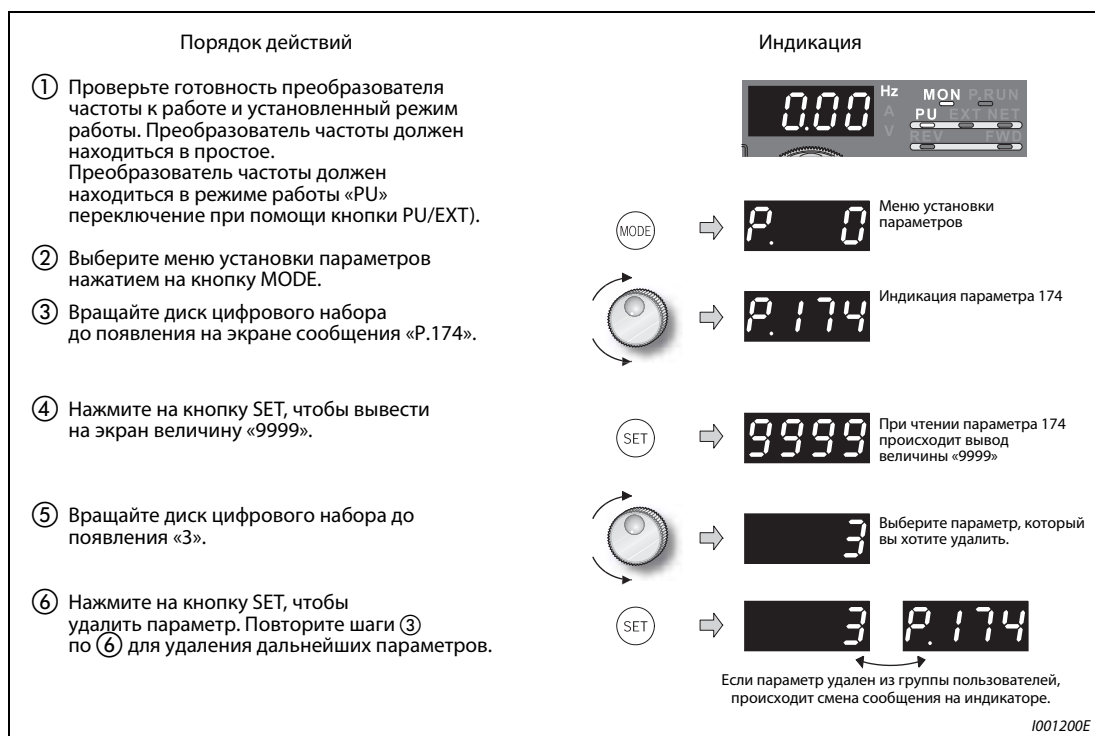 Порядок действий
Индикация
① Проверьте готовность преобразователя
частоты к работе и установленный режим
работы. Преобразователь частоты должен
находиться в простое.
Преобразователь частоты должен
находиться в режиме работы «PU»
переключение при помощи кнопки PU/EXT).
0.00
Hz
A
V
MON P.RUN
PU EXT NET
REV FWD
② Выберите меню установки параметров
нажатием на кнопку MODE.
MODE
P. 0
Меню установки
параметров
③ Вращайте диск цифрового набора
до появления на экране сообщения «P.174».
P.174
Индикация параметра 174
④ Нажмите на кнопку SET, чтобы вывести
на экран величину «9999».
SET
9999
При чтении параметра 174
происходит вывод
величины «9999»
⑤ Вращайте диск цифрового набора до
появления «3».
3
Выберите параметр, который
вы хотите удалить.
⑥ Нажмите на кнопку SET, чтобы
удалить параметр. Повторите шаги ③
по ⑥ для удаления дальнейших параметров.
SET
3
P.174
Если параметр удален из группы пользователей,
происходит смена сообщения на индикаторе.
I001200E